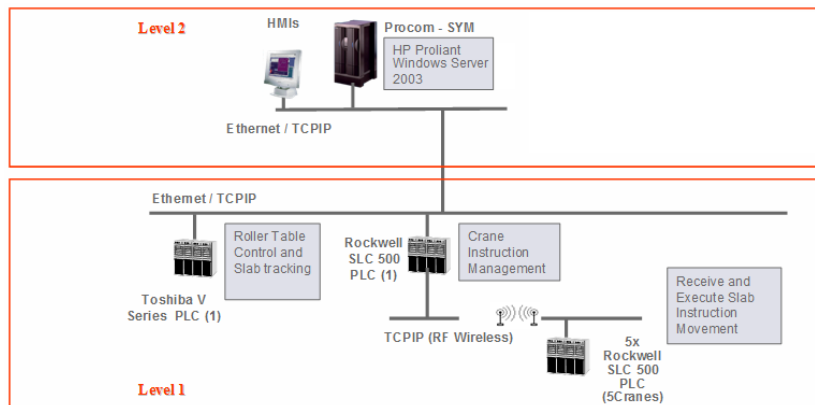 Level 2
HMIs
Procom - SYM
HP Proliant
Windows Server
2003
Ethernet / TCPIP
Ethernet / TCPIP
Roller Table
Control and
Slab tracking
Rockwell
SLC 500
PLC (1)
Crane
Instruction
Management
Toshiba V
Series PLC (1)
Receive and
Execute Slab
Instruction
Movement
TCPIP (RF Wireless)
5x
Rockwell
SLC 500
PLC
(5Cranes)
Level 1